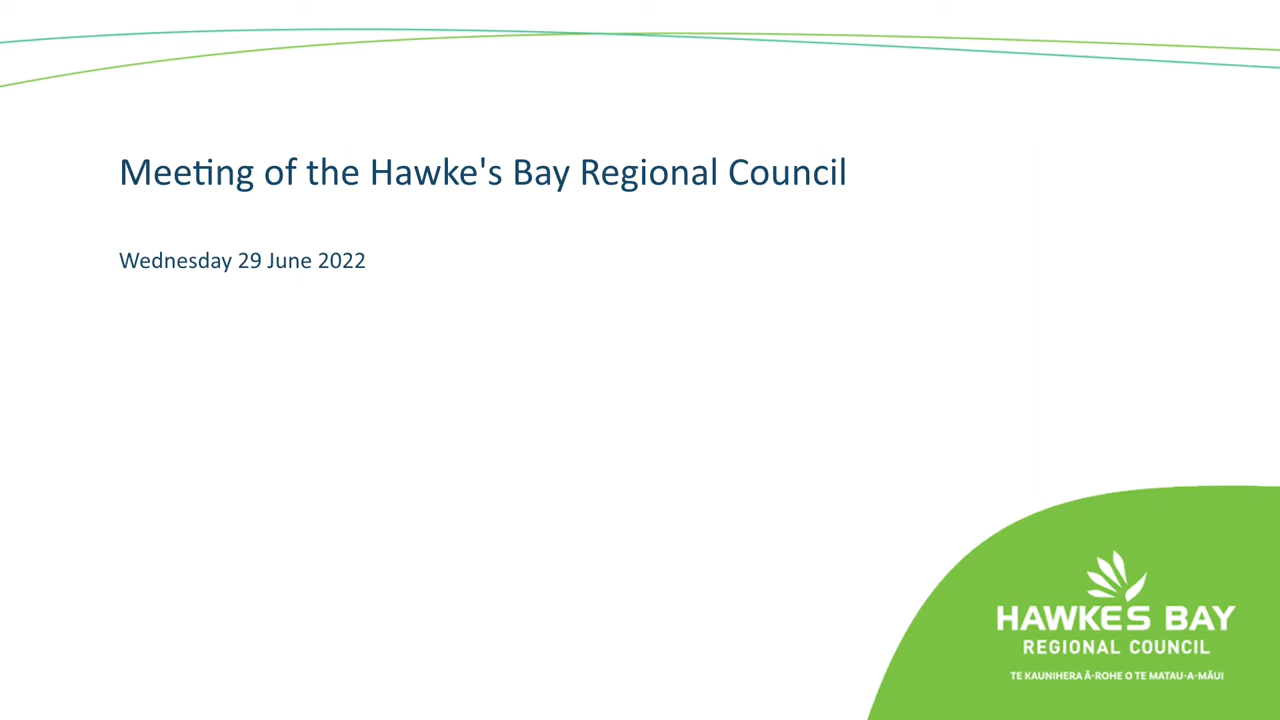 Meeting of the Hawke's Bay Regional Council
Wednesday 29 June 2022
HAWKE'S BAY
REGIONAL COUNCIL
TE KAUNIHERA Ā-ROHE O TE MATAU-A-MĀUI